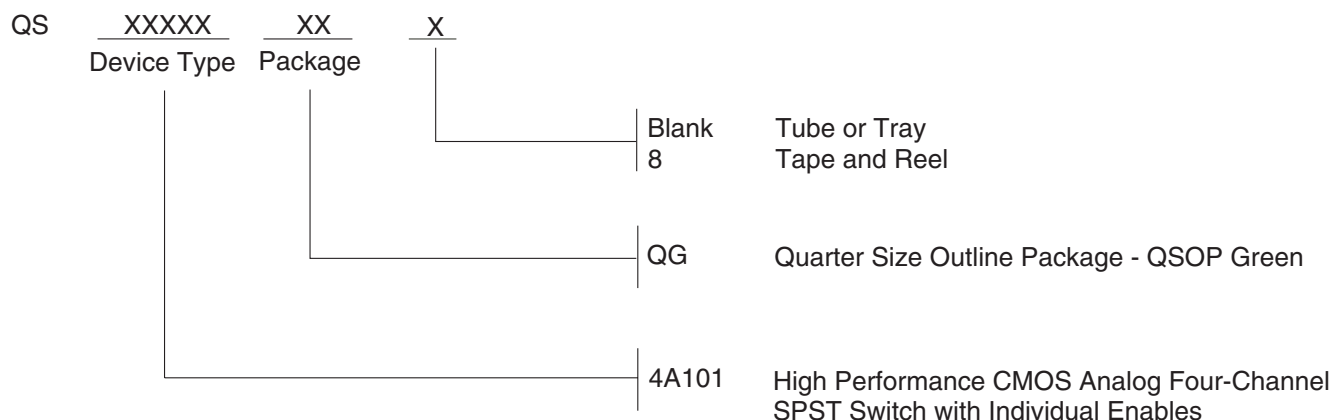 QS XXXXX XX X
Device Type Package
Blank Tube or Tray
8 Tape and Reel
QG Quarter Size Outline Package - QSOP Green
4A101 High Performance CMOS Analog Four-Channel
SPST Switch with Individual Enables